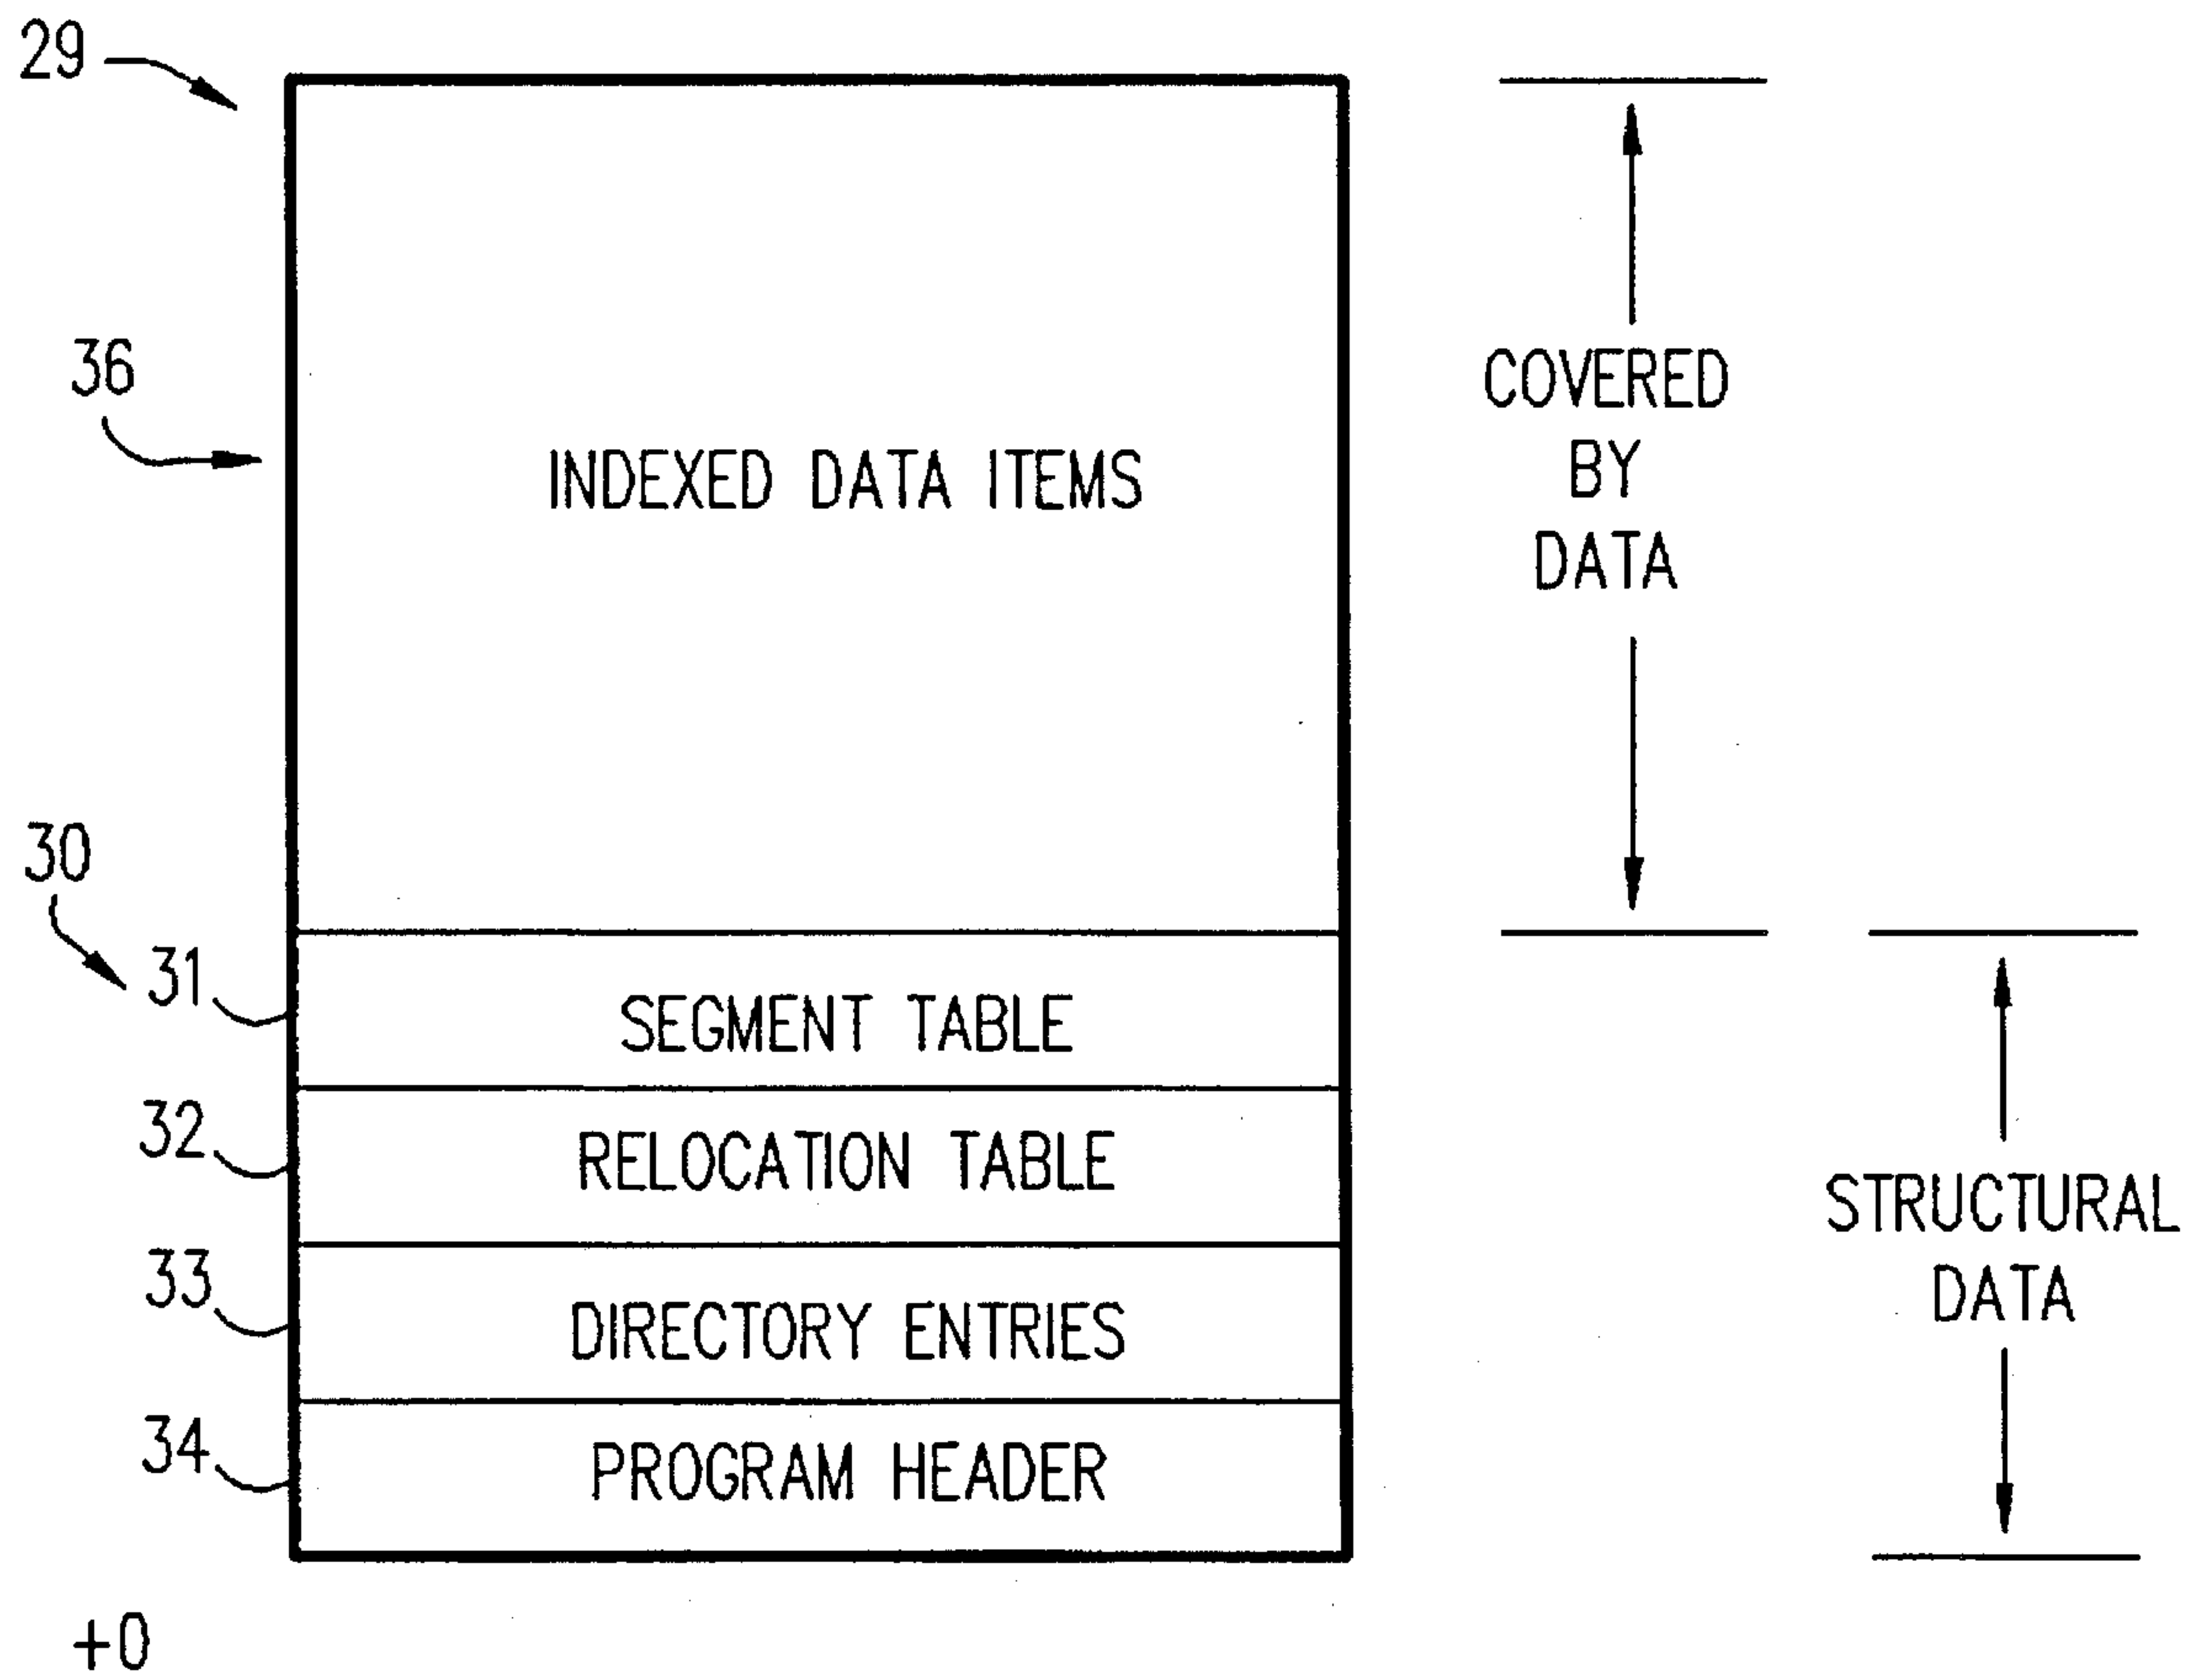 29
36
INDEXED DATA ITEMS
COVERED
BY
DATA
30
31
SEGMENT TABLE
32
RELOCATION TABLE
33
DIRECTORY ENTRIES
34
PROGRAM HEADER
STRUCTURAL
DATA
+0